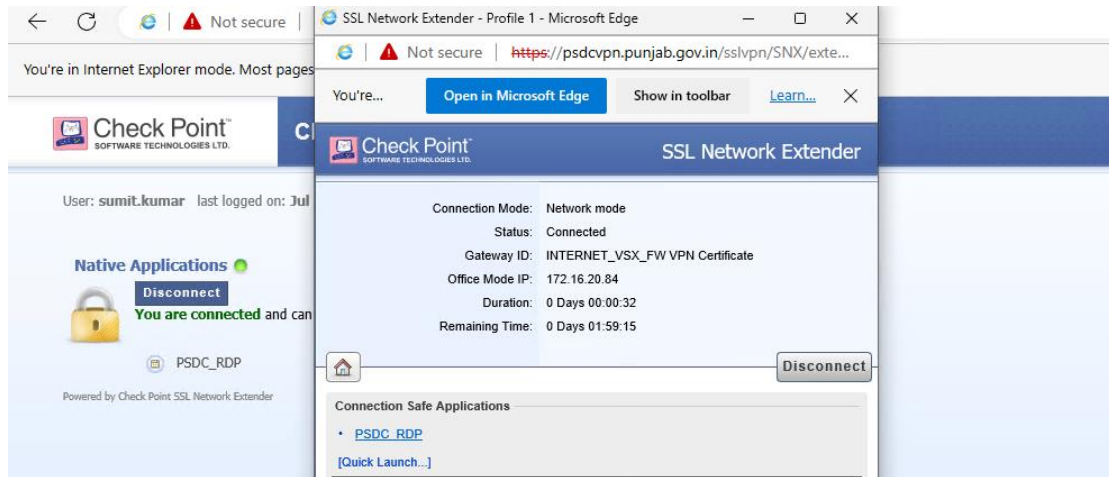 Not secure
You're in Internet Explorer mode. Most pages
Check Point
SOFTWARE TECHNOLOGIES LTD.
User: sumit.kumar last logged on: Jul
Native Applications
Disconnect
You are connected and can
PSDC_RDP
Powered by Check Point SSL Network Extender
SSL Network Extender - Profile 1 - Microsoft Edge
Not secure https://psdcvpn.punjab.gov.in/sslvpn/SNX/exte...
You're... Open in Microsoft Edge Show in toolbar Learn...
Check Point
SOFTWARE TECHNOLOGIES LTD.
SSL Network Extender
Connection Mode: Network mode
Status: Connected
Gateway ID: INTERNET_VSX_FW VPN Certificate
Office Mode IP: 172.16.20.84
Duration: 0 Days 00:00:32
Remaining Time: 0 Days 01:59:15
Disconnect
Connection Safe Applications
• PSDC_RDP
[Quick Launch...]